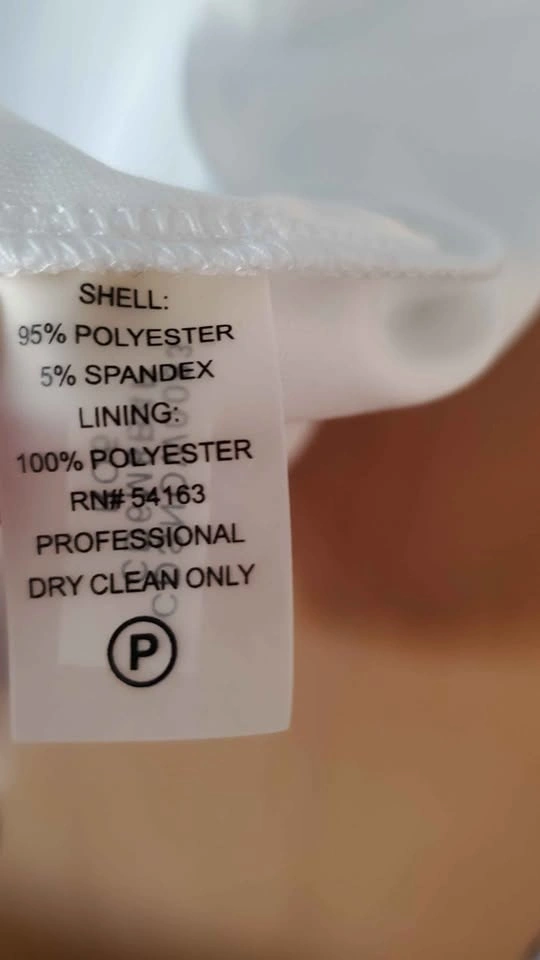 SHELL:
95% POLYESTER
5% SPANDEX
LINING:
100% POLYESTER
RN# 54163
PROFESSIONAL
DRY CLEAN ONLY
P